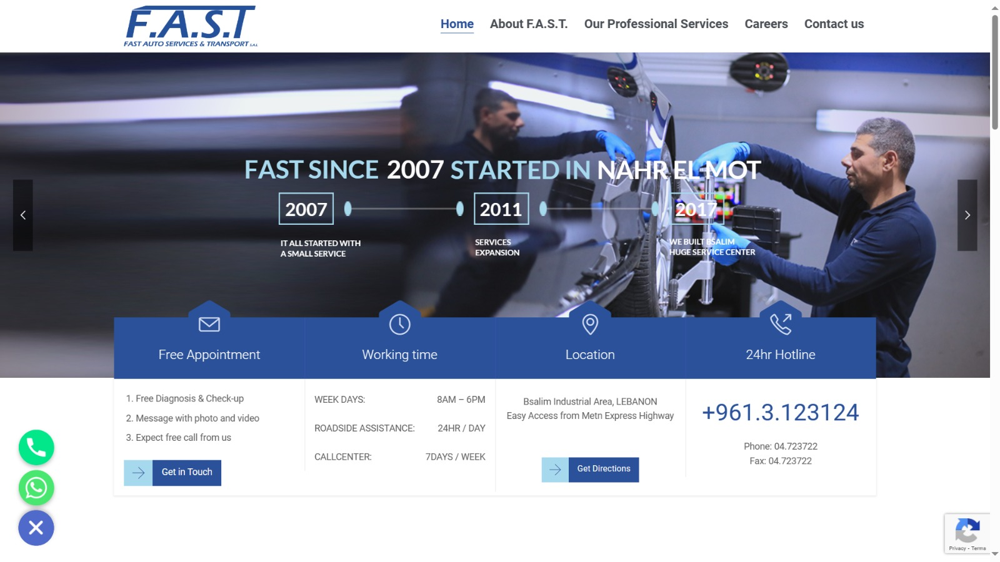 F.A.S.T
FAST AUTO SERVICES & TRANSPORT S.A.L
Home
About F.A.S.T.
Our Professional Services
Careers
Contact us
FAST SINCE 2007 STARTED IN NAHR EL MOT
2007
2011
2017
IT ALL STARTED WITH
A SMALL SERVICE
SERVICES
EXPANSION
WE BUILT BSALIM
HUGE SERVICE CENTER
Free Appointment
1. Free Diagnosis & Check-up
2. Message with photo and video
3. Expect free call from us
Get in Touch
Working time
WEEK DAYS: 8AM – 6PM
ROADSIDE ASSISTANCE: 24HR / DAY
CALLCENTER: 7DAYS / WEEK
Location
Bsalim Industrial Area, LEBANON
Easy Access from Metn Express Highway
Get Directions
24hr Hotline
+961.3.123124
Phone: 04.723722
Fax: 04.723722
Privacy - Terms